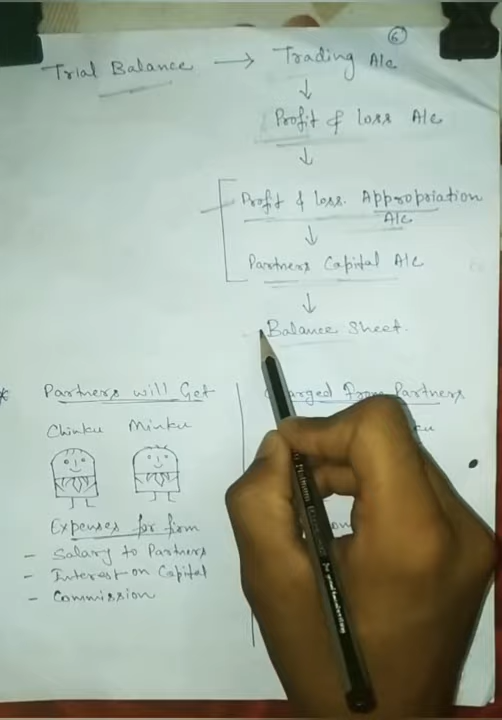 6
Trial Balance → Trading A/c
↓
Profit & loss A/c
↓
Profit & loss. Appropriation
A/c
↓
Partners Capital A/c
↓
Balance Sheet.
Partners will Get
Chinku Minku
Expenses for firm
- Salary to Partners
- Interest on Capital
- Commission
from Partners